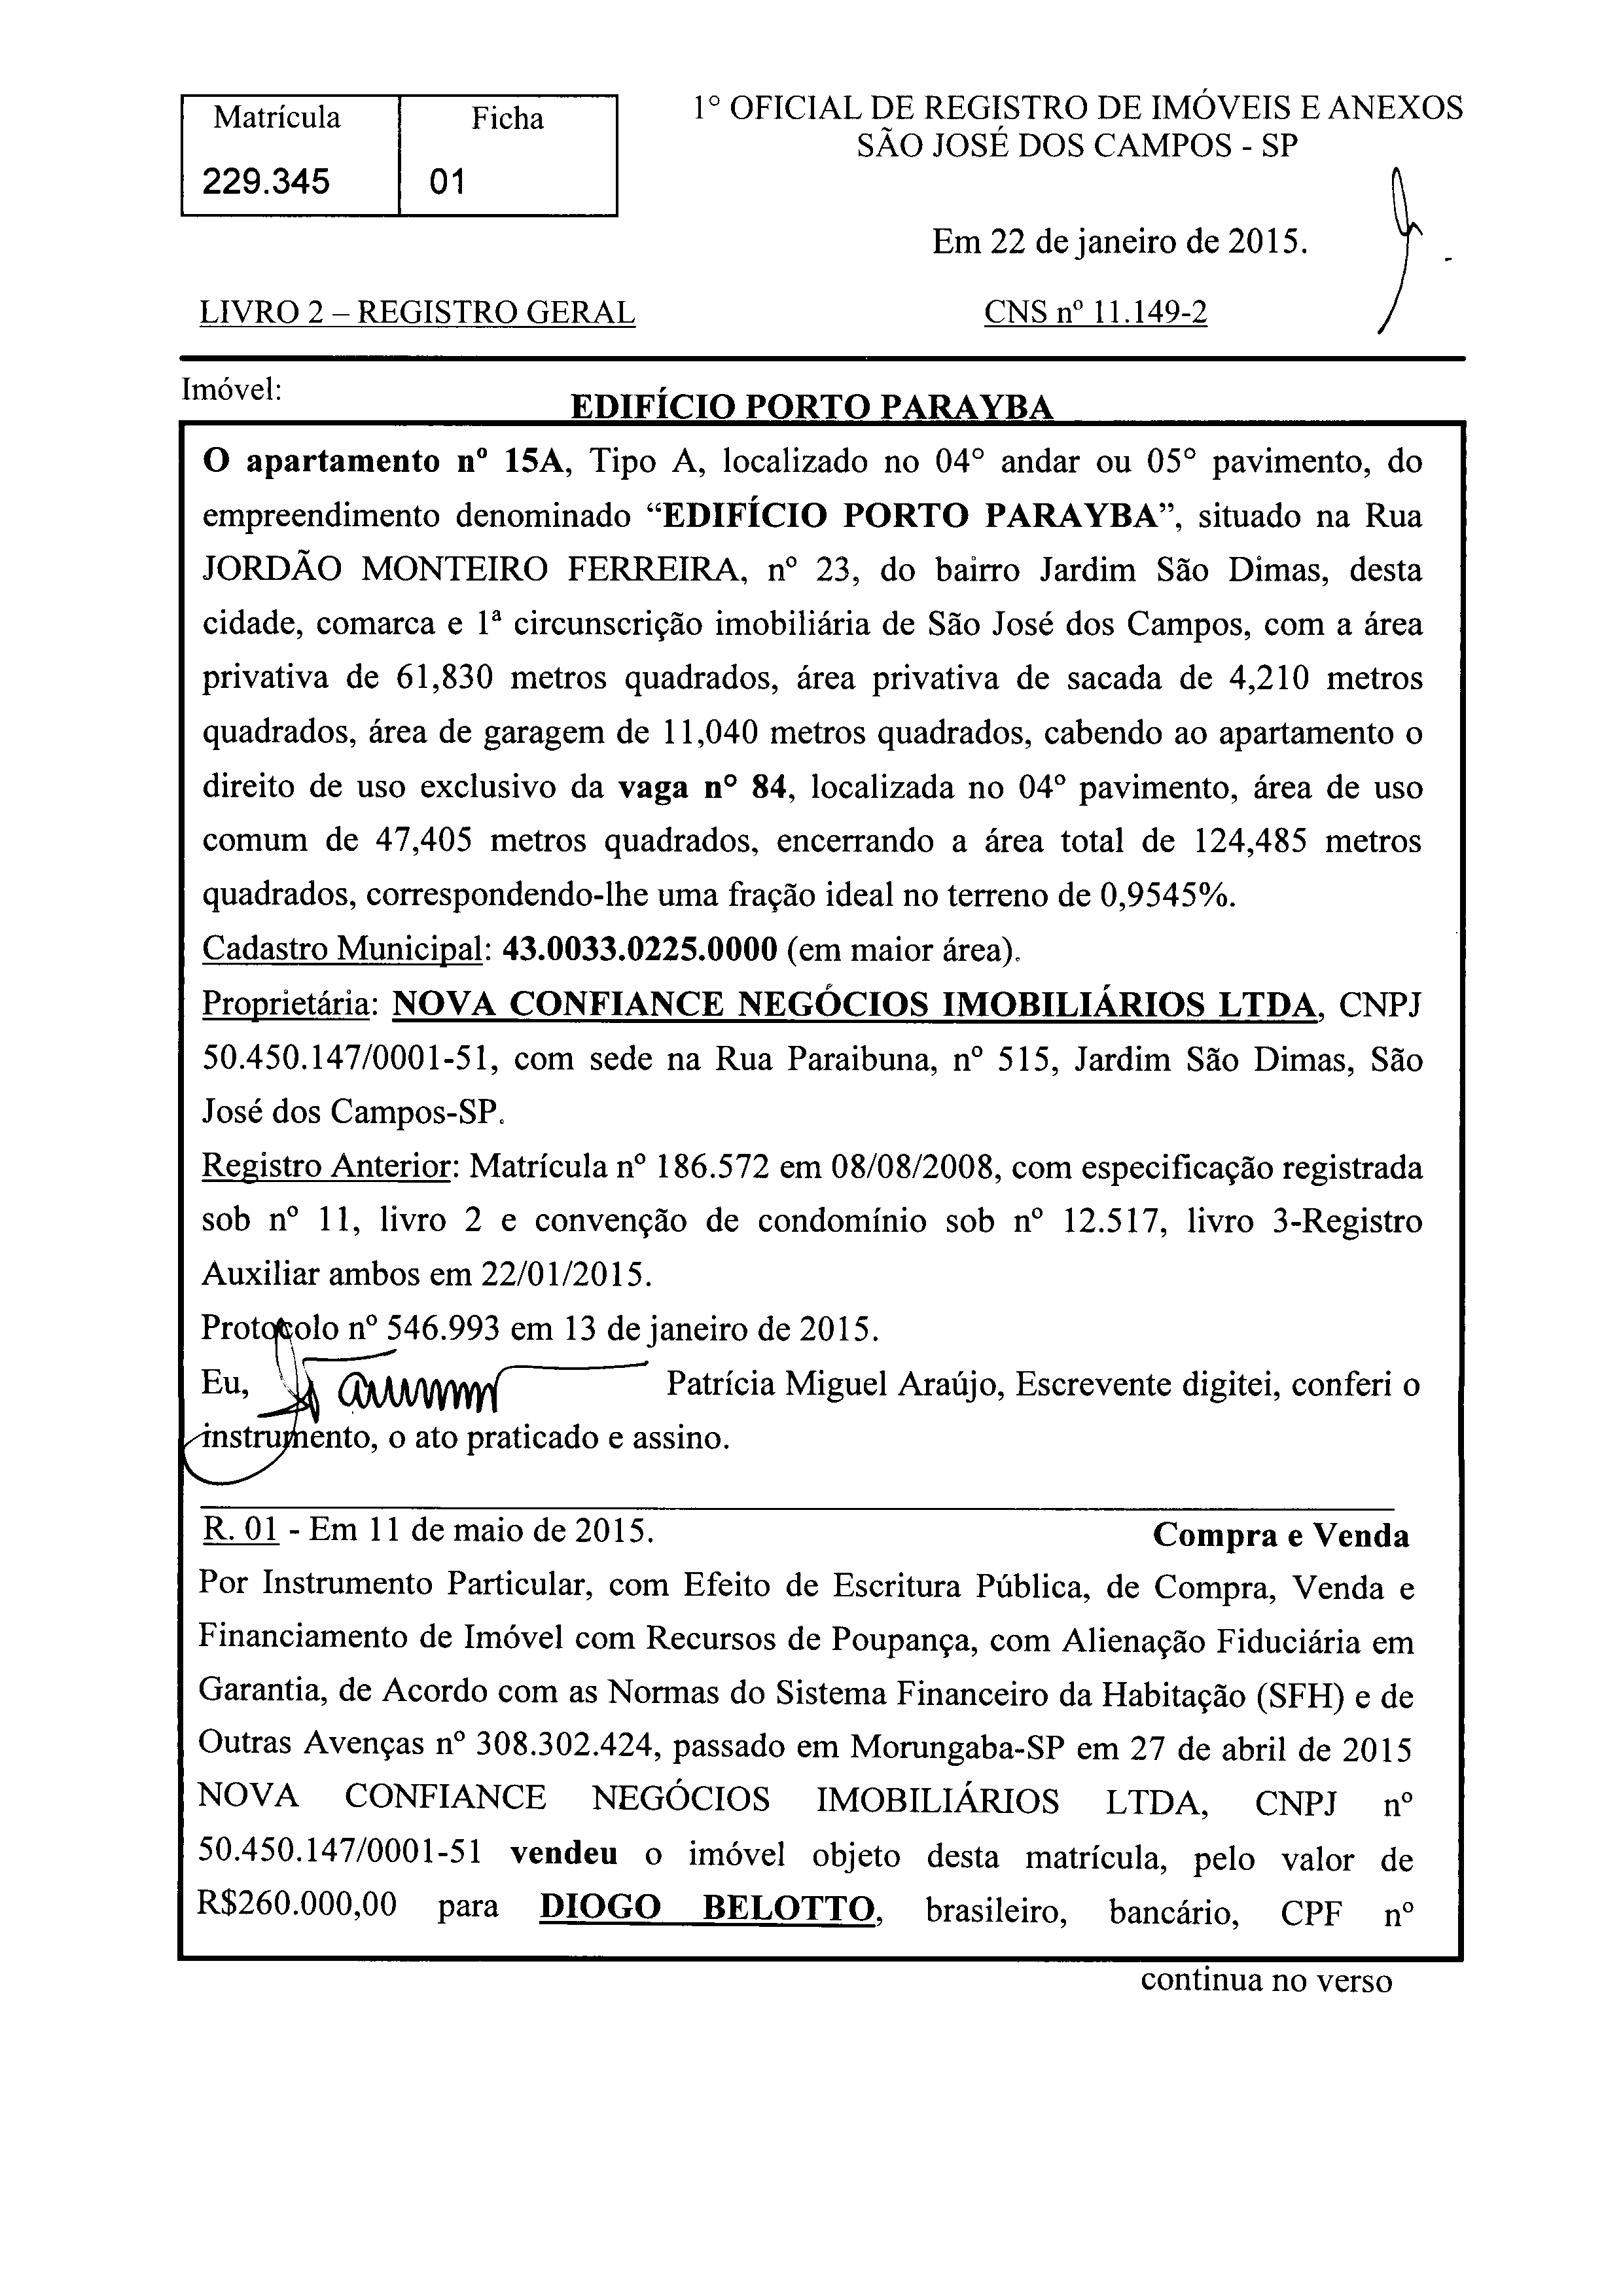 Matrícula Ficha
229.345 01
1° OFICIAL DE REGISTRO DE IMÓVEIS E ANEXOS
SÃO JOSÉ DOS CAMPOS - SP
Em 22 de janeiro de 2015.
LIVRO 2 – REGISTRO GERAL CNS nº 11.149-2
Imóvel:
EDIFÍCIO PORTO PARAYBA
O apartamento nº 15A, Tipo A, localizado no 04° andar ou 05° pavimento, do
empreendimento denominado “EDIFÍCIO PORTO PARAYBA”, situado na Rua
JORDÃO MONTEIRO FERREIRA, nº 23, do bairro Jardim São Dimas, desta
cidade, comarca e 1ª circunscrição imobiliária de São José dos Campos, com a área
privativa de 61,830 metros quadrados, área privativa de sacada de 4,210 metros
quadrados, área de garagem de 11,040 metros quadrados, cabendo ao apartamento o
direito de uso exclusivo da vaga nº 84, localizada no 04° pavimento, área de uso
comum de 47,405 metros quadrados, encerrando a área total de 124,485 metros
quadrados, correspondendo-lhe uma fração ideal no terreno de 0,9545%.
Cadastro Municipal: 43.0033.0225.0000 (em maior área).
Proprietária: NOVA CONFIANCE NEGÓCIOS IMOBILIÁRIOS LTDA, CNPJ
50.450.147/0001-51, com sede na Rua Paraibuna, nº 515, Jardim São Dimas, São
José dos Campos-SP.
Registro Anterior: Matrícula nº 186.572 em 08/08/2008, com especificação registrada
sob nº 11, livro 2 e convenção de condomínio sob nº 12.517, livro 3-Registro
Auxiliar ambos em 22/01/2015.
Protocolo nº 546.993 em 13 de janeiro de 2015.
Eu, Patrícia Miguel Araújo, Escrevente digitei, conferi o
instrumento, o ato praticado e assino.
R. 01 - Em 11 de maio de 2015. Compra e Venda
Por Instrumento Particular, com Efeito de Escritura Pública, de Compra, Venda e
Financiamento de Imóvel com Recursos de Poupança, com Alienação Fiduciária em
Garantia, de Acordo com as Normas do Sistema Financeiro da Habitação (SFH) e de
Outras Avenças nº 308.302.424, passado em Morungaba-SP em 27 de abril de 2015
NOVA CONFIANCE NEGÓCIOS IMOBILIÁRIOS LTDA, CNPJ nº
50.450.147/0001-51 vendeu o imóvel objeto desta matrícula, pelo valor de
R$260.000,00 para DIOGO BELOTTO, brasileiro, bancário, CPF nº
continua no verso